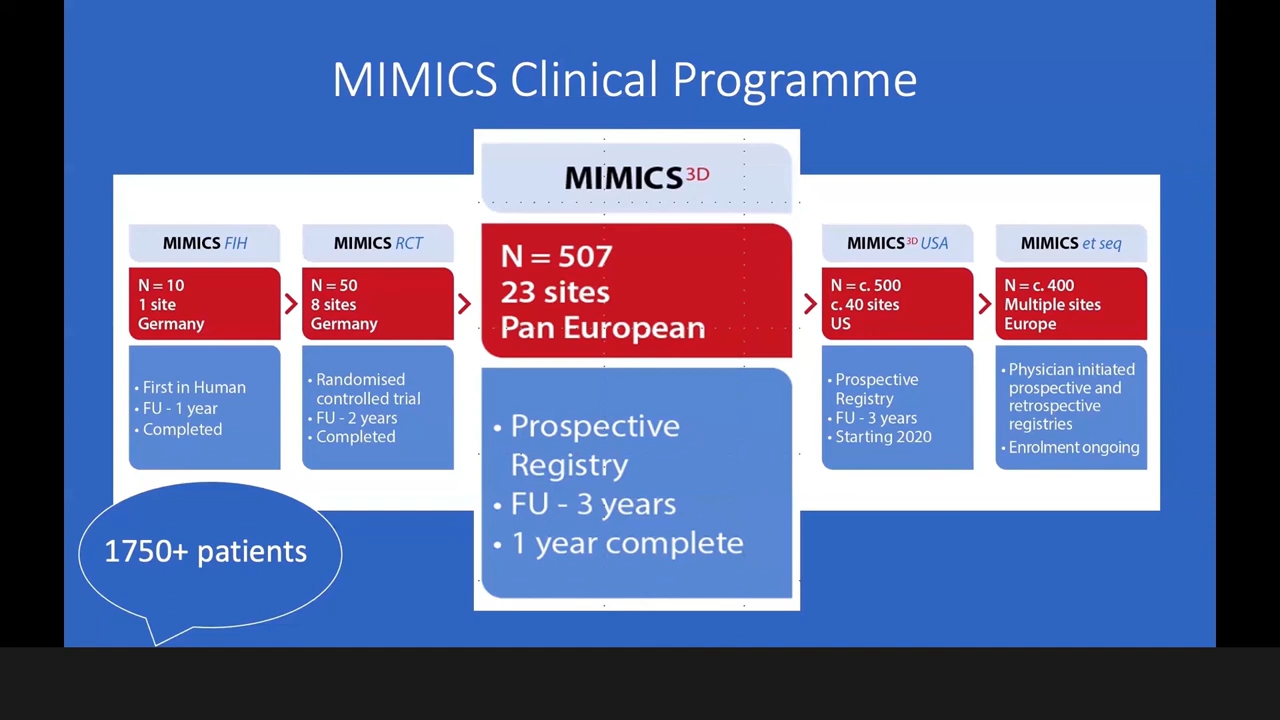 MIMICS Clinical Programme
MIMICS FIH
N = 10
1 site
Germany
• First in Human
• FU - 1 year
• Completed
MIMICS RCT
N = 50
8 sites
Germany
• Randomised
controlled trial
• FU - 2 years
• Completed
MIMICS3D
N = 507
23 sites
Pan European
• Prospective
Registry
• FU - 3 years
• 1 year complete
MIMICS3D USA
N = c. 500
c. 40 sites
US
• Prospective
Registry
• FU - 3 years
• Starting 2020
MIMICS et seq
N = c. 400
Multiple sites
Europe
• Physician initiated
prospective and
retrospective
registries
• Enrolment ongoing
1750+ patients